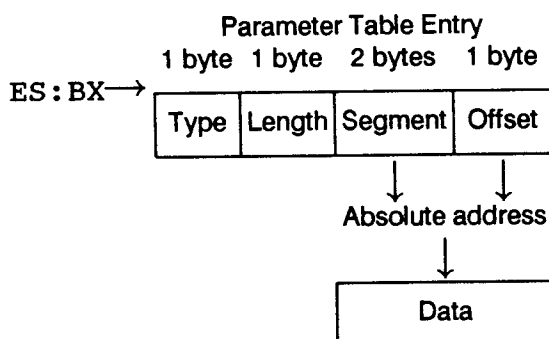 Parameter Table Entry
1 byte 1 byte 2 bytes 1 byte
ES:BX
Type Length Segment Offset
Absolute address
Data